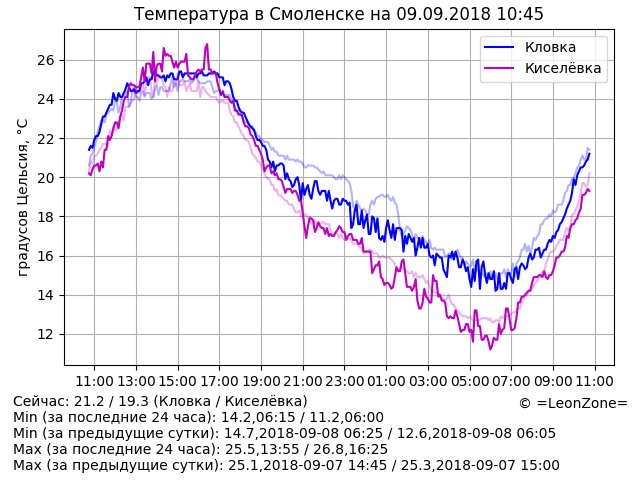 Температура в Смоленске на 09.09.2018 10:45
Кловка
Киселёвка
градусов Цельсия, °C
26
24
22
20
18
16
14
12
11:00 13:00 15:00 17:00 19:00 21:00 23:00 01:00 03:00 05:00 07:00 09:00 11:00
Сейчас: 21.2 / 19.3 (Кловка / Киселёвка)
© =LeonZone=
Min (за последние 24 часа): 14.2,06:15 / 11.2,06:00
Min (за предыдущие сутки): 14.7,2018-09-08 06:25 / 12.6,2018-09-08 06:05
Max (за последние 24 часа): 25.5,13:55 / 26.8,16:25
Max (за предыдущие сутки): 25.1,2018-09-07 14:45 / 25.3,2018-09-07 15:00